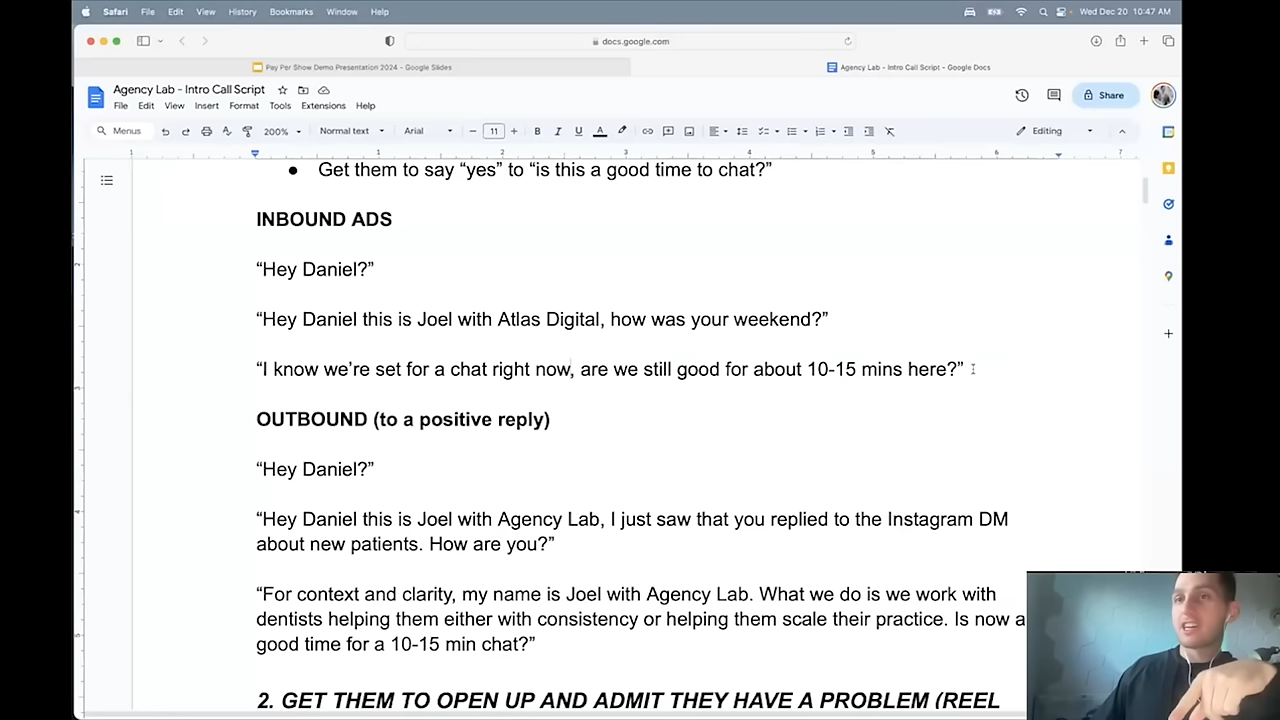 Safari File Edit View History Bookmarks Window Help Wed Dec 20 10:47 AM
docs.google.com
Pay Per Show Demo Presentation 2024 - Google Slides
Agency Lab - Intro Call Script - Google Docs
Agency Lab - Intro Call Script
File Edit View Insert Format Tools Extensions Help
Share
Menus 200% Normal text Arial 11 B I U A Editing
1 1 2 3 4 5 6 7
● Get them to say “yes” to “is this a good time to chat?”
INBOUND ADS
“Hey Daniel?”
“Hey Daniel this is Joel with Atlas Digital, how was your weekend?”
“I know we’re set for a chat right now, are we still good for about 10-15 mins here?”
OUTBOUND (to a positive reply)
“Hey Daniel?”
“Hey Daniel this is Joel with Agency Lab, I just saw that you replied to the Instagram DM
about new patients. How are you?”
“For context and clarity, my name is Joel with Agency Lab. What we do is we work with
dentists helping them either with consistency or helping them scale their practice. Is now a
good time for a 10-15 min chat?”
2. GET THEM TO OPEN UP AND ADMIT THEY HAVE A PROBLEM (REEL